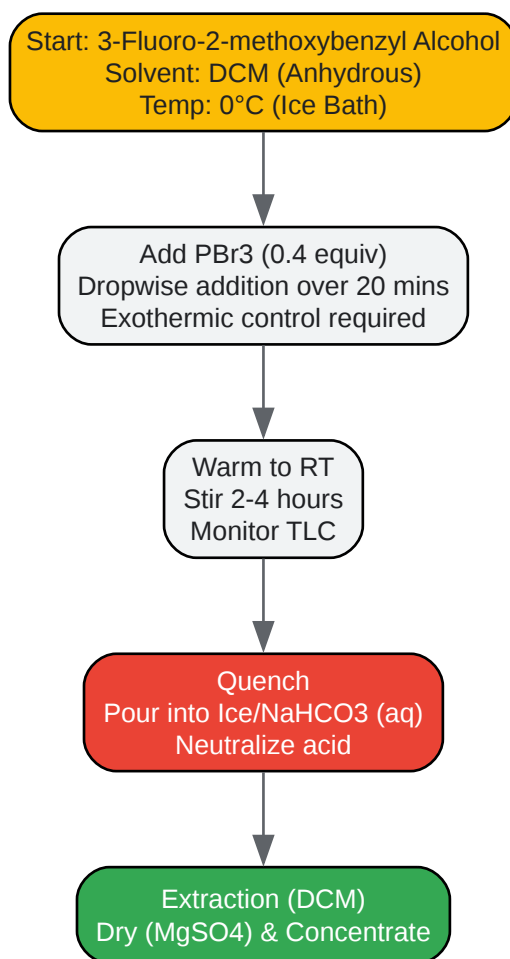 Start: 3-Fluoro-2-methoxybenzyl Alcohol
Solvent: DCM (Anhydrous)
Temp: 0°C (Ice Bath)
Add PBr3 (0.4 equiv)
Dropwise addition over 20 mins
Exothermic control required
Warm to RT
Stir 2-4 hours
Monitor TLC
Quench
Pour into Ice/NaHCO3 (aq)
Neutralize acid
Extraction (DCM)
Dry (MgSO4) & Concentrate